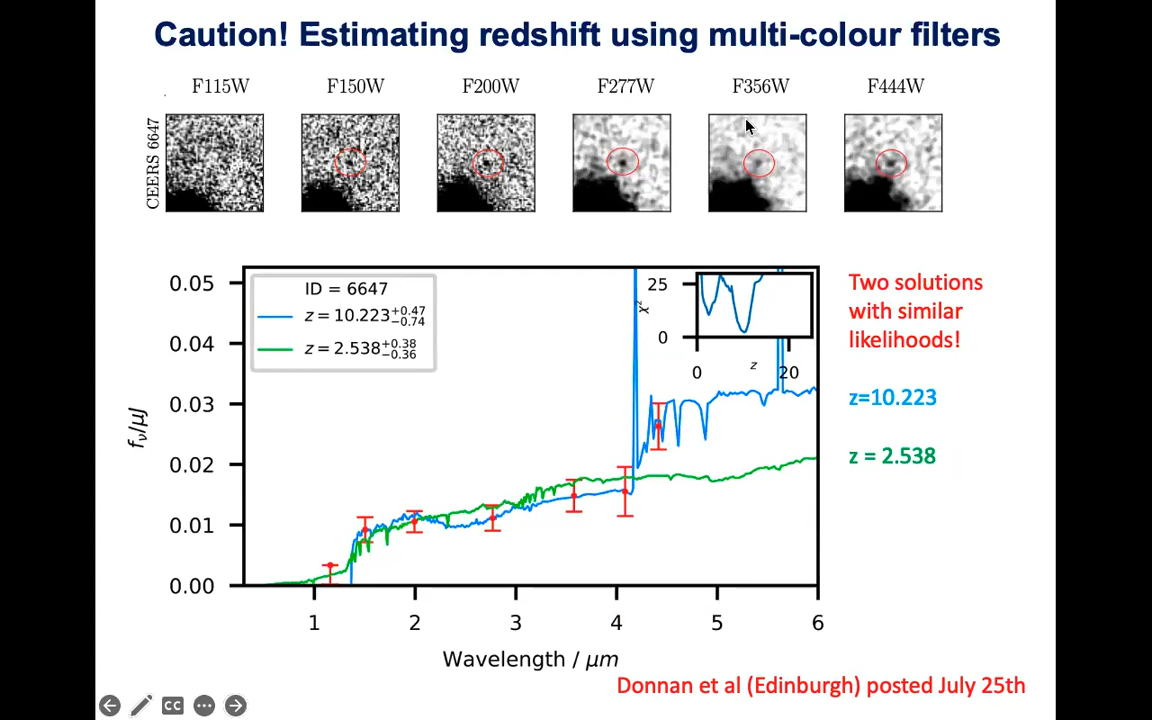 Caution! Estimating redshift using multi-colour filters
F115W F150W F200W F277W F356W F444W
CEERS 6647
ID = 6647
z = 10.223+0.47−0.74
z = 2.538+0.38−0.36
0.05
0.04
0.03
0.02
0.01
0.00
fν/μJ
1 2 3 4 5 6
Wavelength / μm
25
0
χ²
0 z 20
Two solutions
with similar
likelihoods!
z=10.223
z = 2.538
Donnan et al (Edinburgh) posted July 25th
CC